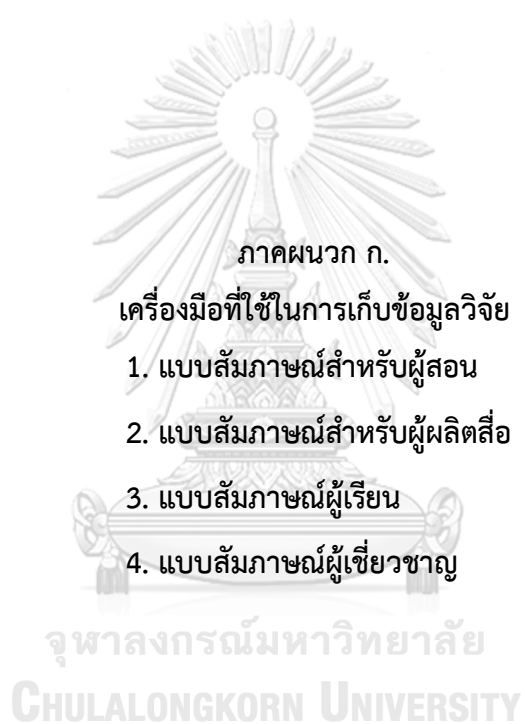 ภาคผนวก ก.
เครื่องมือที่ใช้ในการเก็บข้อมูลวิจัย
1. แบบสัมภาษณ์สำหรับผู้สอน
2. แบบสัมภาษณ์สำหรับผู้ผลิตสื่อ
3. แบบสัมภาษณ์ผู้เรียน
4. แบบสัมภาษณ์ผู้เชี่ยวชาญ
จุฬาลงกรณ์มหาวิทยาลัย
CHULALONGKORN UNIVERSITY